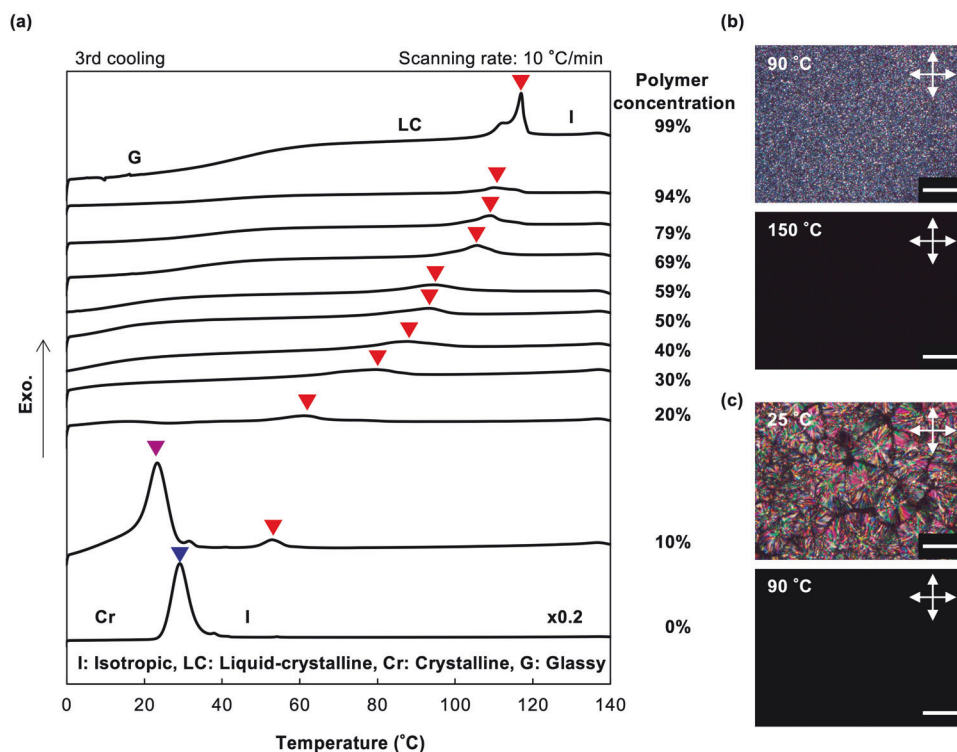 (a)
3rd cooling
Scanning rate: 10 ˚C/min
Polymer
concentration
99%
94%
79%
69%
59%
50%
40%
30%
20%
10%
0%
G
LC
I
Cr
I
x0.2
I: Isotropic, LC: Liquid-crystalline, Cr: Crystalline, G: Glassy
Exo.
0 20 40 60 80 100 120 140
Temperature (˚C)
(b)
90 ˚C
150 ˚C
(c)
25 ˚C
90 ˚C